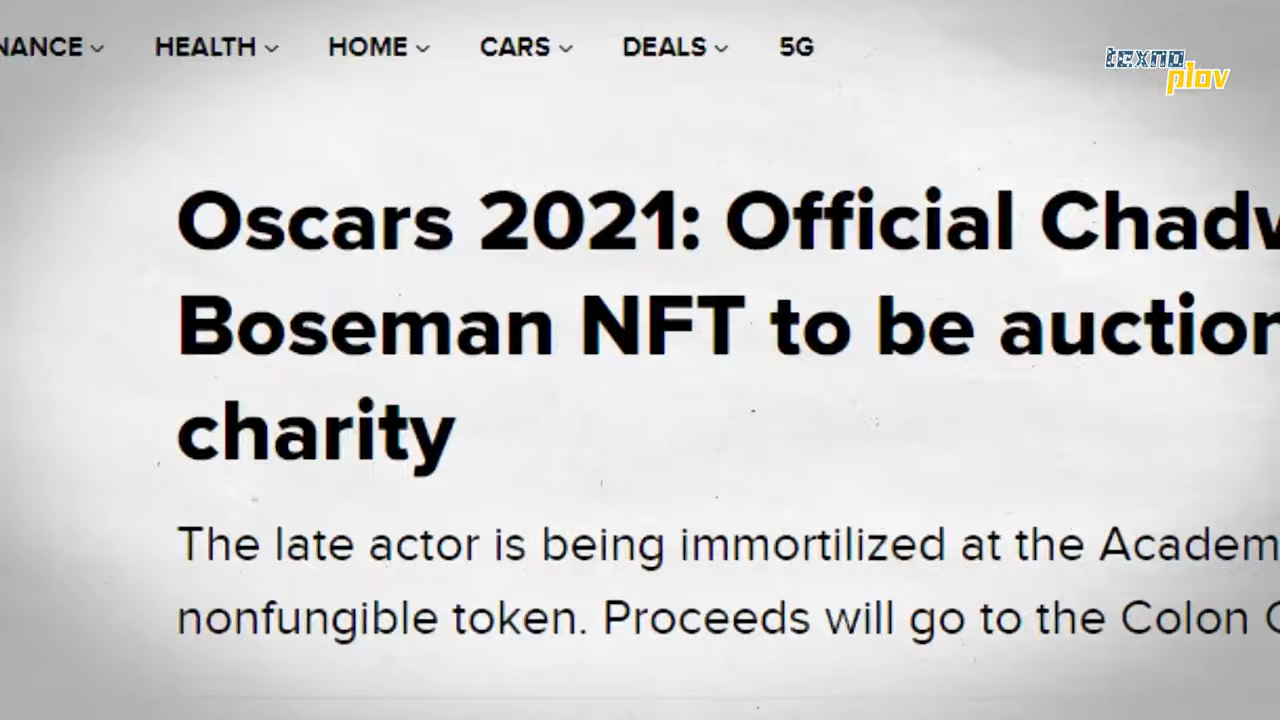 NANCE HEALTH HOME CARS DEALS 5G
texno
plov
Oscars 2021: Official Chadw
Boseman NFT to be auction
charity
The late actor is being immortilized at the Academ
nonfungible token. Proceeds will go to the Colon C